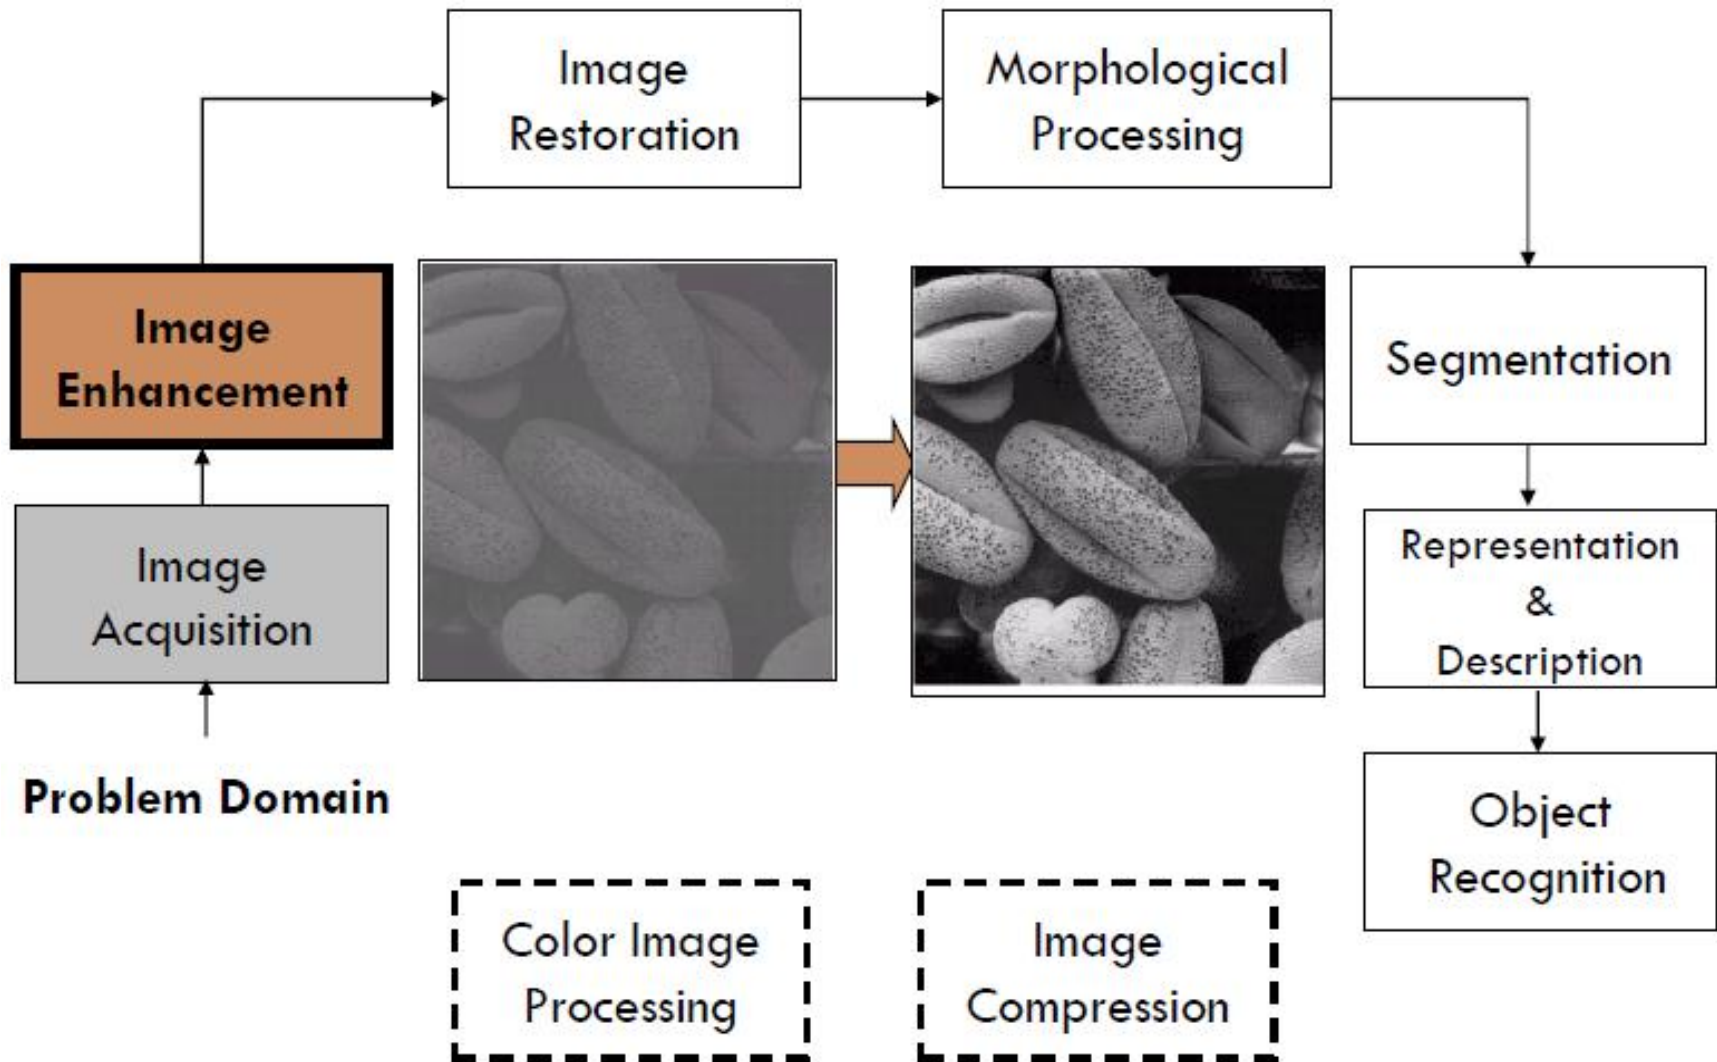 Image
Restoration
Morphological
Processing
Image
Enhancement
Segmentation
Image
Acquisition
Representation
&
Description
Problem Domain
Object
Recognition
Color Image
Processing
Image
Compression